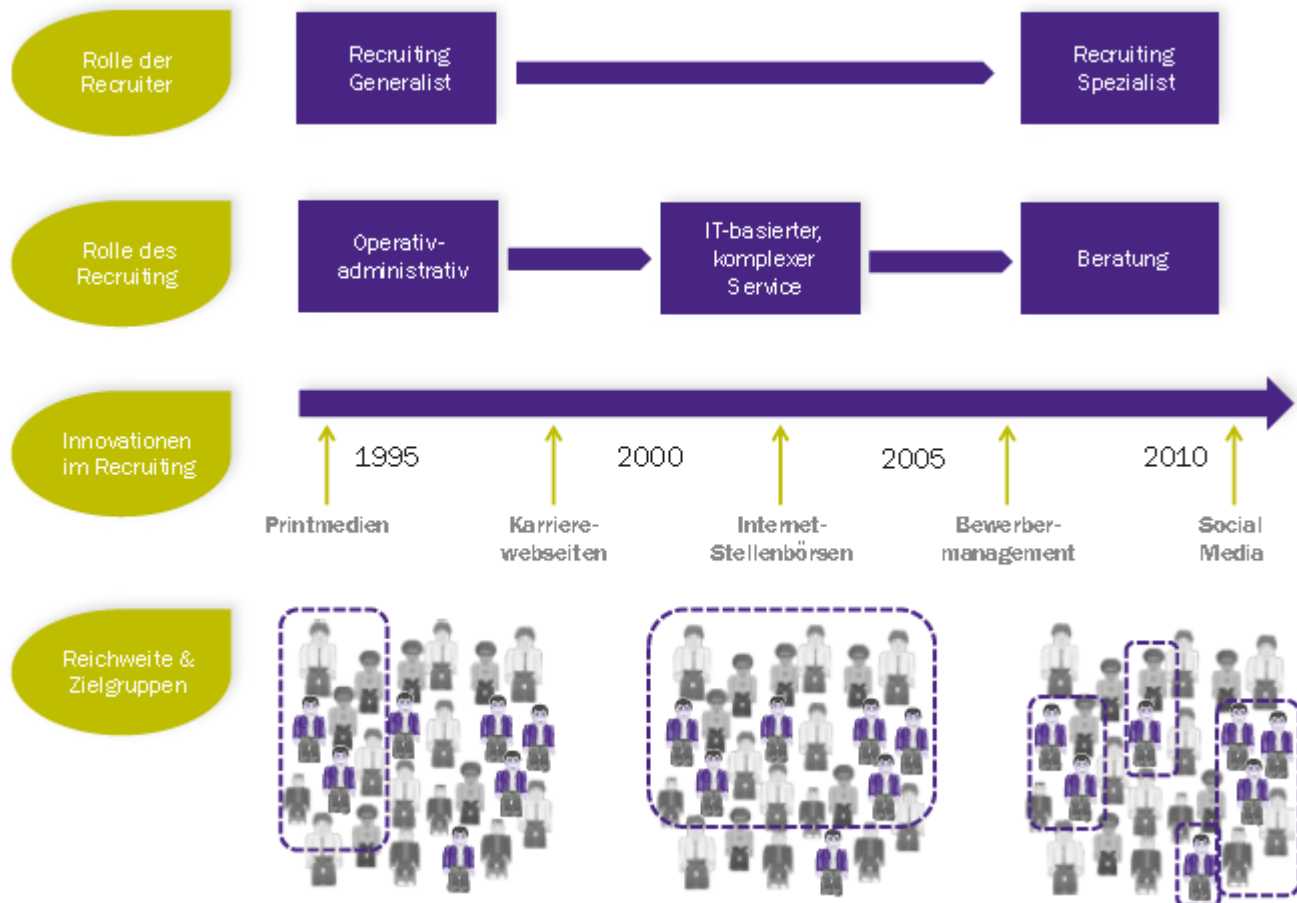 Rolle der
Recruiter
Recruiting
Generalist
Recruiting
Spezialist
Rolle des
Recruiting
Operativ-
administrativ
IT-basierter,
komplexer
Service
Beratung
Innovationen
im Recruiting
1995
2000
2005
2010
Printmedien
Karriere-
webseiten
Internet-
Stellenbörsen
Bewerber-
management
Social
Media
Reichweite &
Zielgruppen